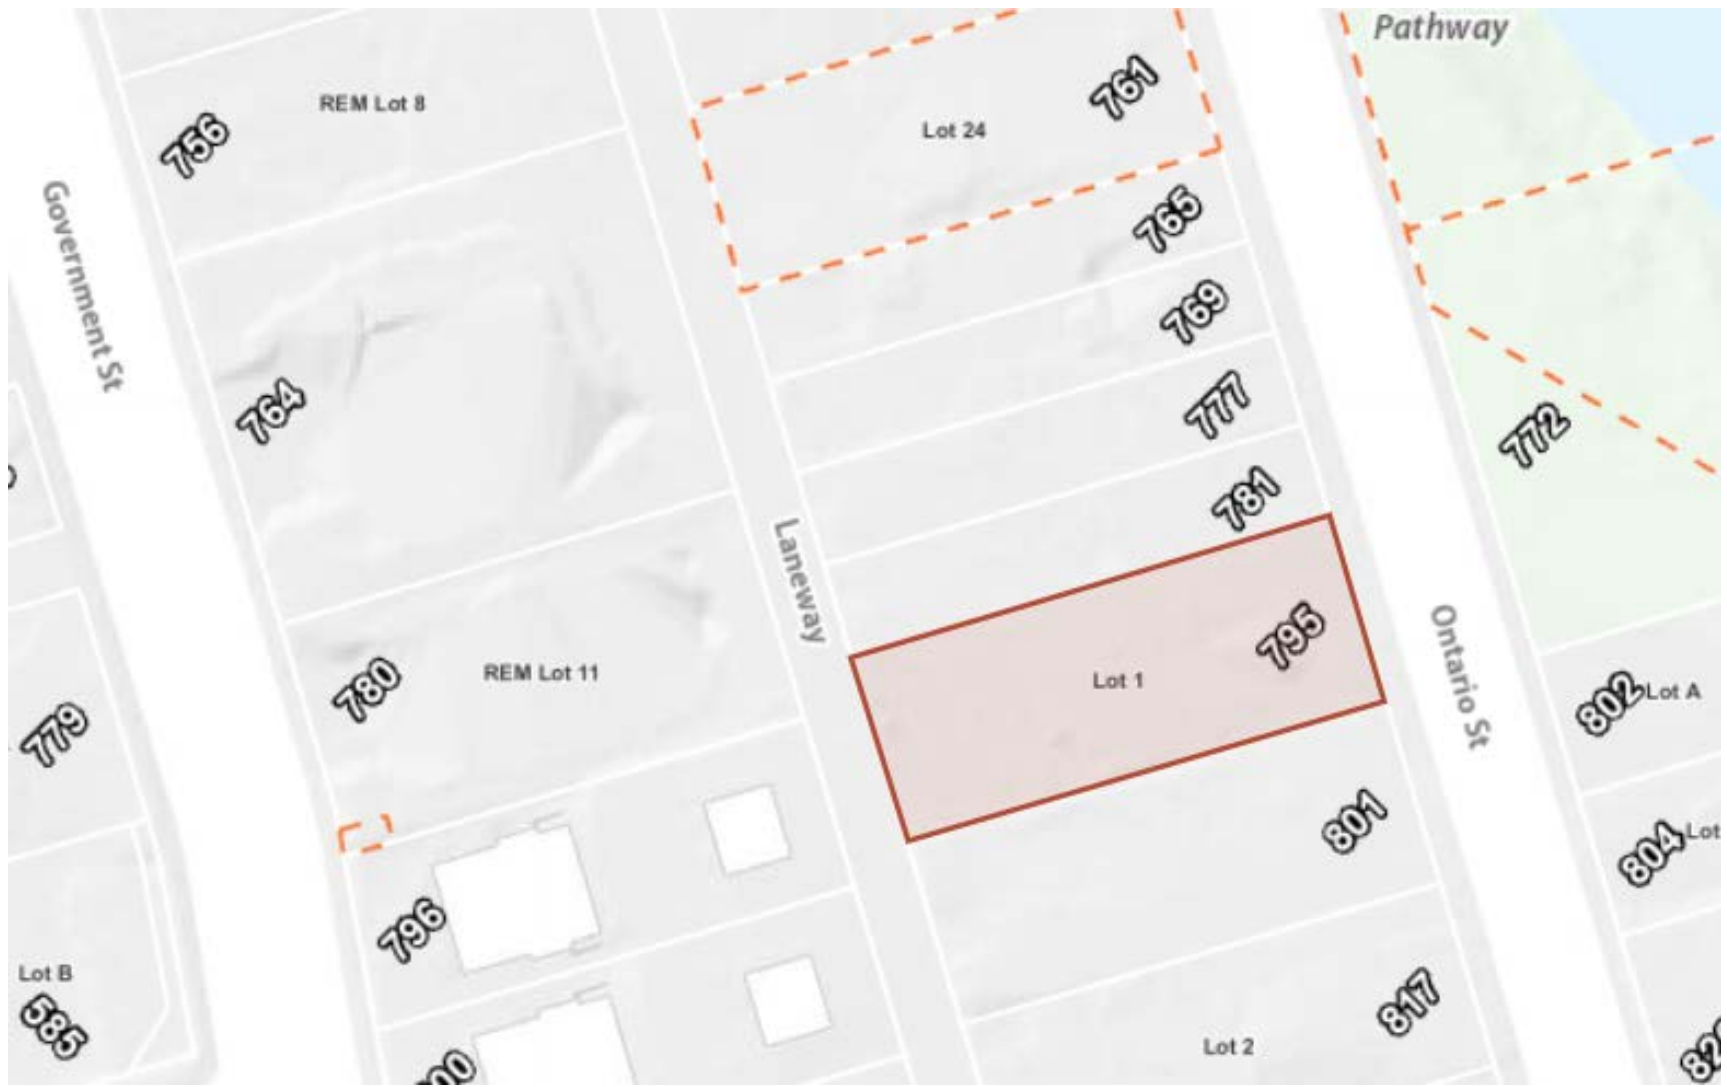 Pathway
761
REM Lot 8
Lot 24
756
765
Government St
769
777
764
772
781
Laneway
795
Ontario St
REM Lot 11
Lot 1
780
802
Lot A
779
801
804
Lot
796
Lot B
817
585
Lot 2